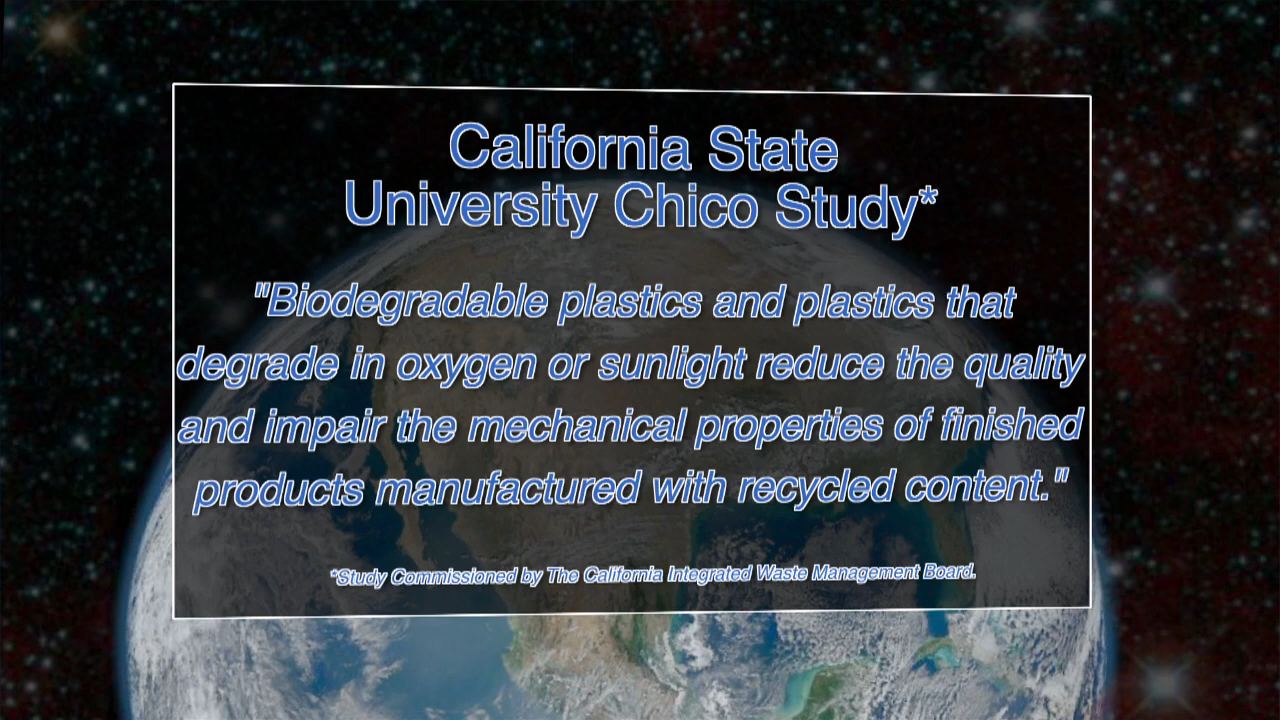 California State
University Chico Study*
"Biodegradable plastics and plastics that
degrade in oxygen or sunlight reduce the quality
and impair the mechanical properties of finished
products manufactured with recycled content."
*Study Commissioned by The California Integrated Waste Management Board.